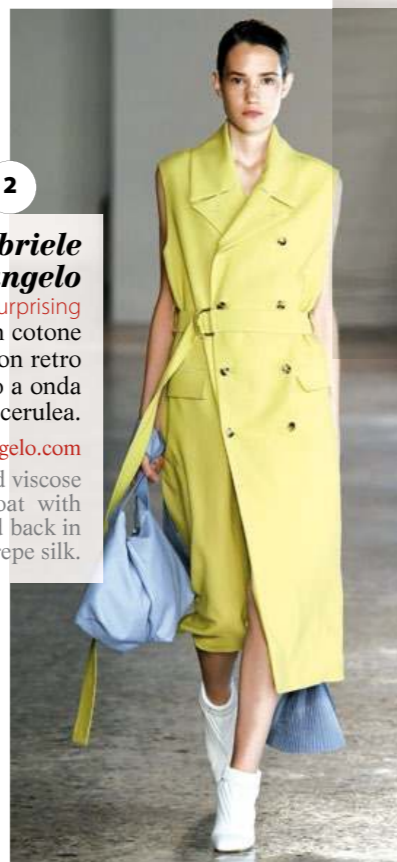 2
briele
ngelo
urprising
n cotone
on retro
o a onda
cerulea.
gelo.com
d viscose
oat with
l back in
repe silk.